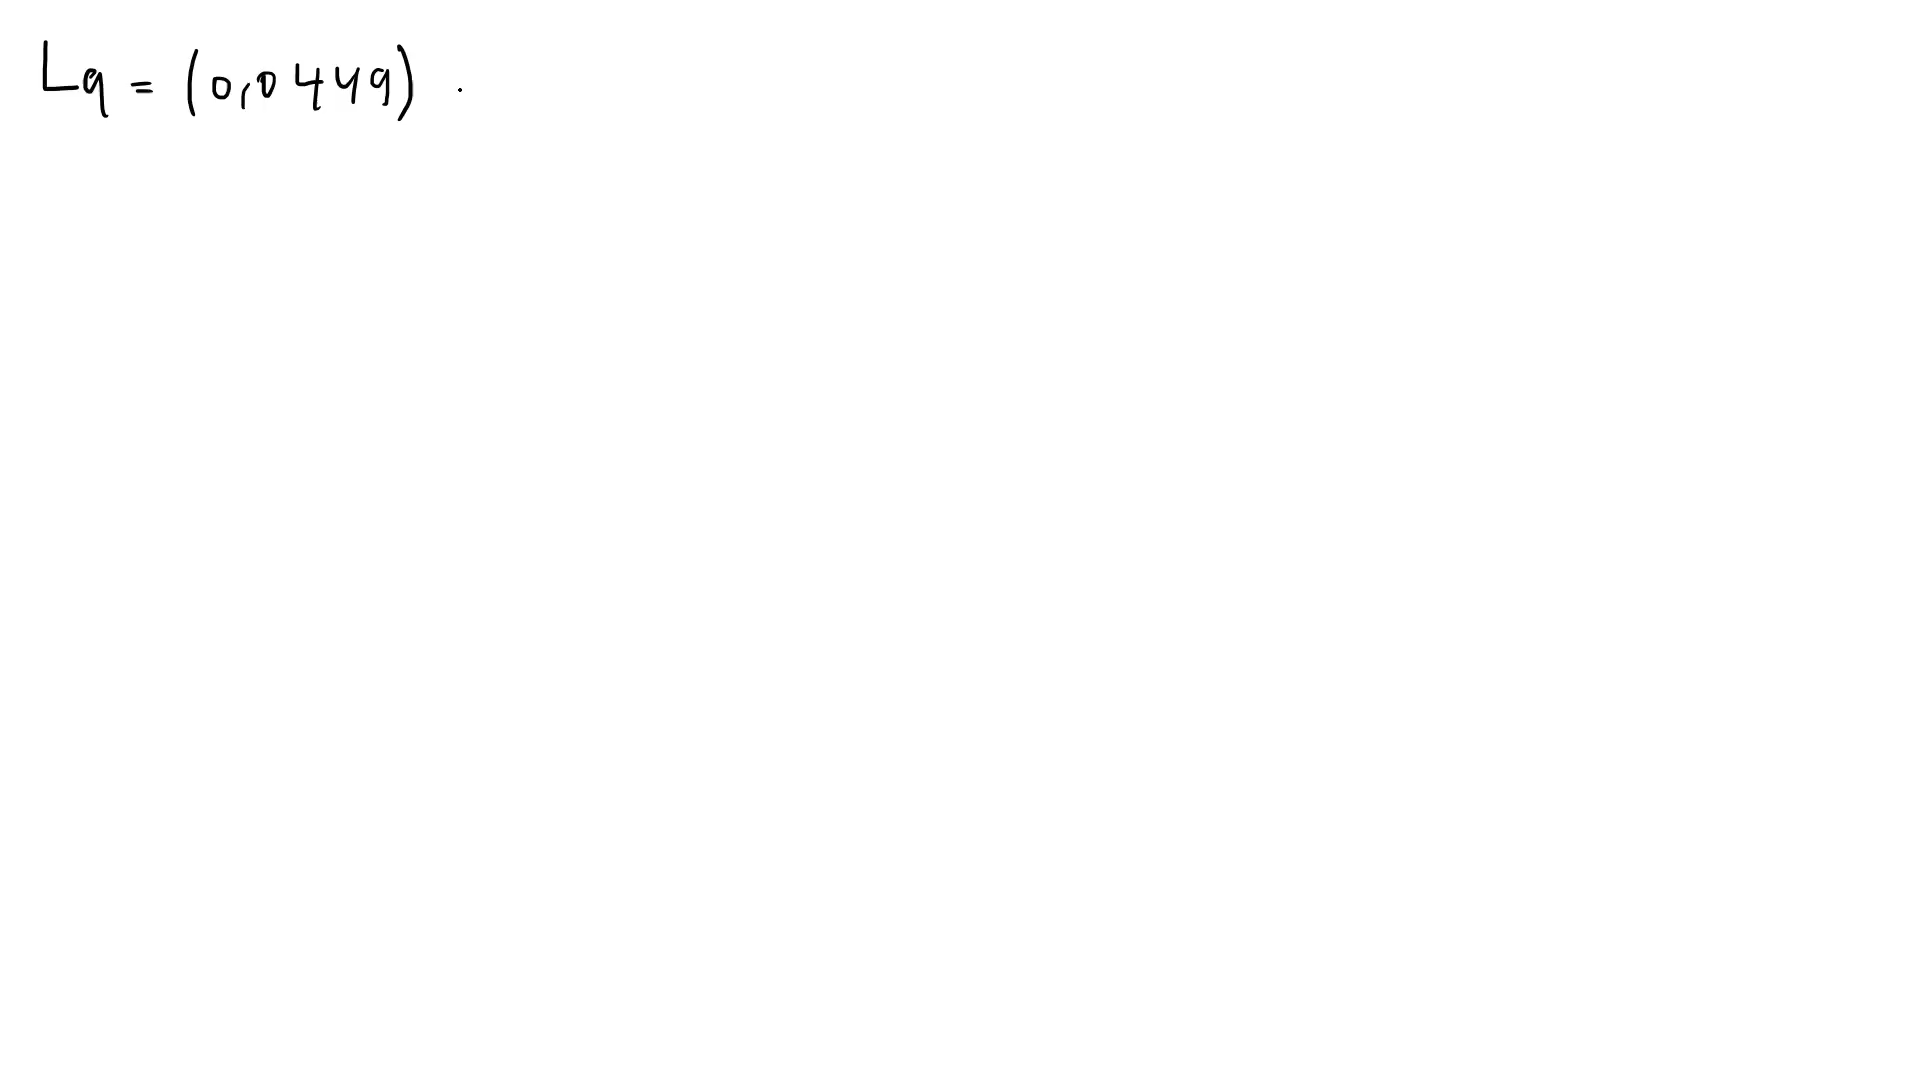 Lq = (0,0449) .